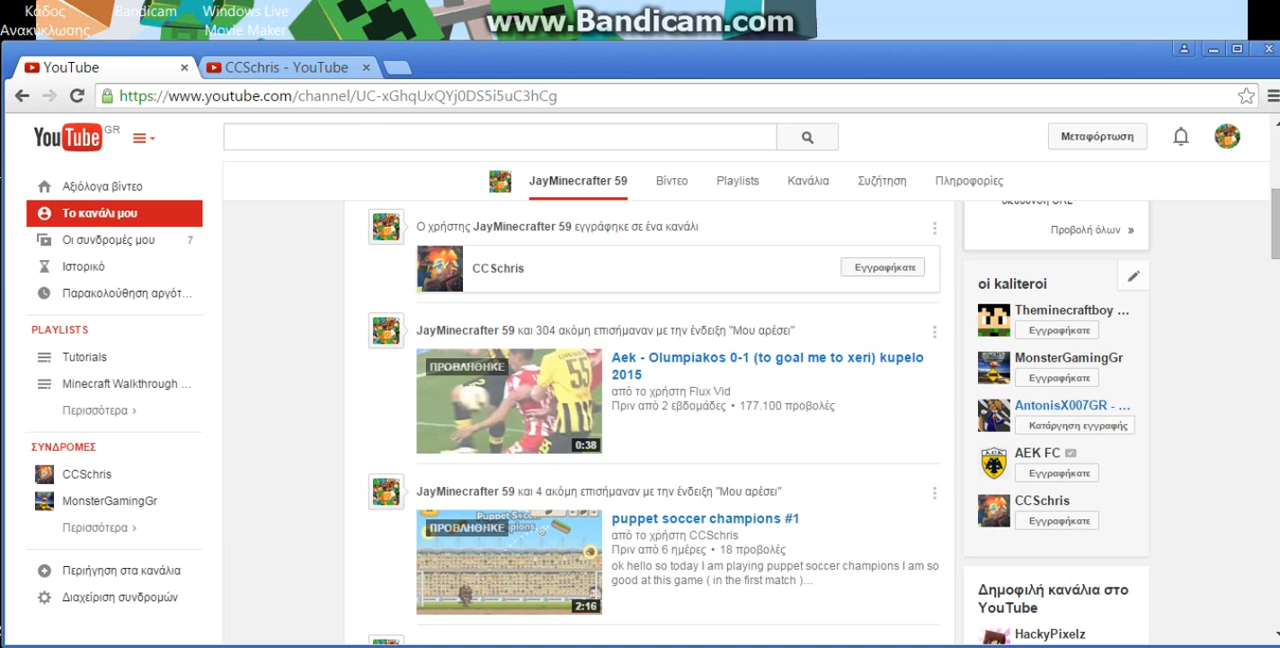 Κάδος
Ανακύκλωσης
Bandicam
Windows Live
Movie Maker
www.Bandicam.com
YouTube
CCSchris - YouTube
https://www.youtube.com/channel/UC-xGhqUxQYj0DS5i5uC3hCg
YouTube GR
Μεταφόρτωση
JayMinecrafter 59
Βίντεο
Playlists
Κανάλια
Συζήτηση
Πληροφορίες
Αξιόλογα βίντεο
Το κανάλι μου
Οι συνδρομές μου 7
Ιστορικό
Παρακολούθηση αργότ...
PLAYLISTS
Tutorials
Minecraft Walkthrough ...
Περισσότερα ›
ΣΥΝΔΡΟΜΕΣ
CCSchris
MonsterGamingGr
Περισσότερα ›
Περιήγηση στα κανάλια
Διαχείριση συνδρομών
Ο χρήστης JayMinecrafter 59 εγγράφηκε σε ένα κανάλι
CCSchris
Εγγραφήκατε
JayMinecrafter 59 και 304 ακόμη επισήμαναν με την ένδειξη "Μου αρέσει"
ΠΡΟΒΛΗΘΗΚΕ
55
0:38
Aek - Olumpiakos 0-1 (to goal me to xeri) kupelo
2015
από το χρήστη Flux Vid
Πριν από 2 εβδομάδες • 177.100 προβολές
JayMinecrafter 59 και 4 ακόμη επισήμαναν με την ένδειξη "Μου αρέσει"
Puppet Soccer
ΠΡΟΒΛΗΘΗΚΕ
2:16
puppet soccer champions #1
από το χρήστη CCSchris
Πριν από 6 ημέρες • 18 προβολές
ok hello so today I am playing puppet soccer champions I am so
good at this game ( in the first match )...
διεύθυνση URL
Προβολή όλων »
oi kaliteroi
Theminecraftboy ...
Εγγραφήκατε
MonsterGamingGr
Εγγραφήκατε
AntonisX007GR - ...
Κατάργηση εγγραφής
AEK FC
Εγγραφήκατε
CCSchris
Εγγραφήκατε
Δημοφιλή κανάλια στο
YouTube
HackyPixelz